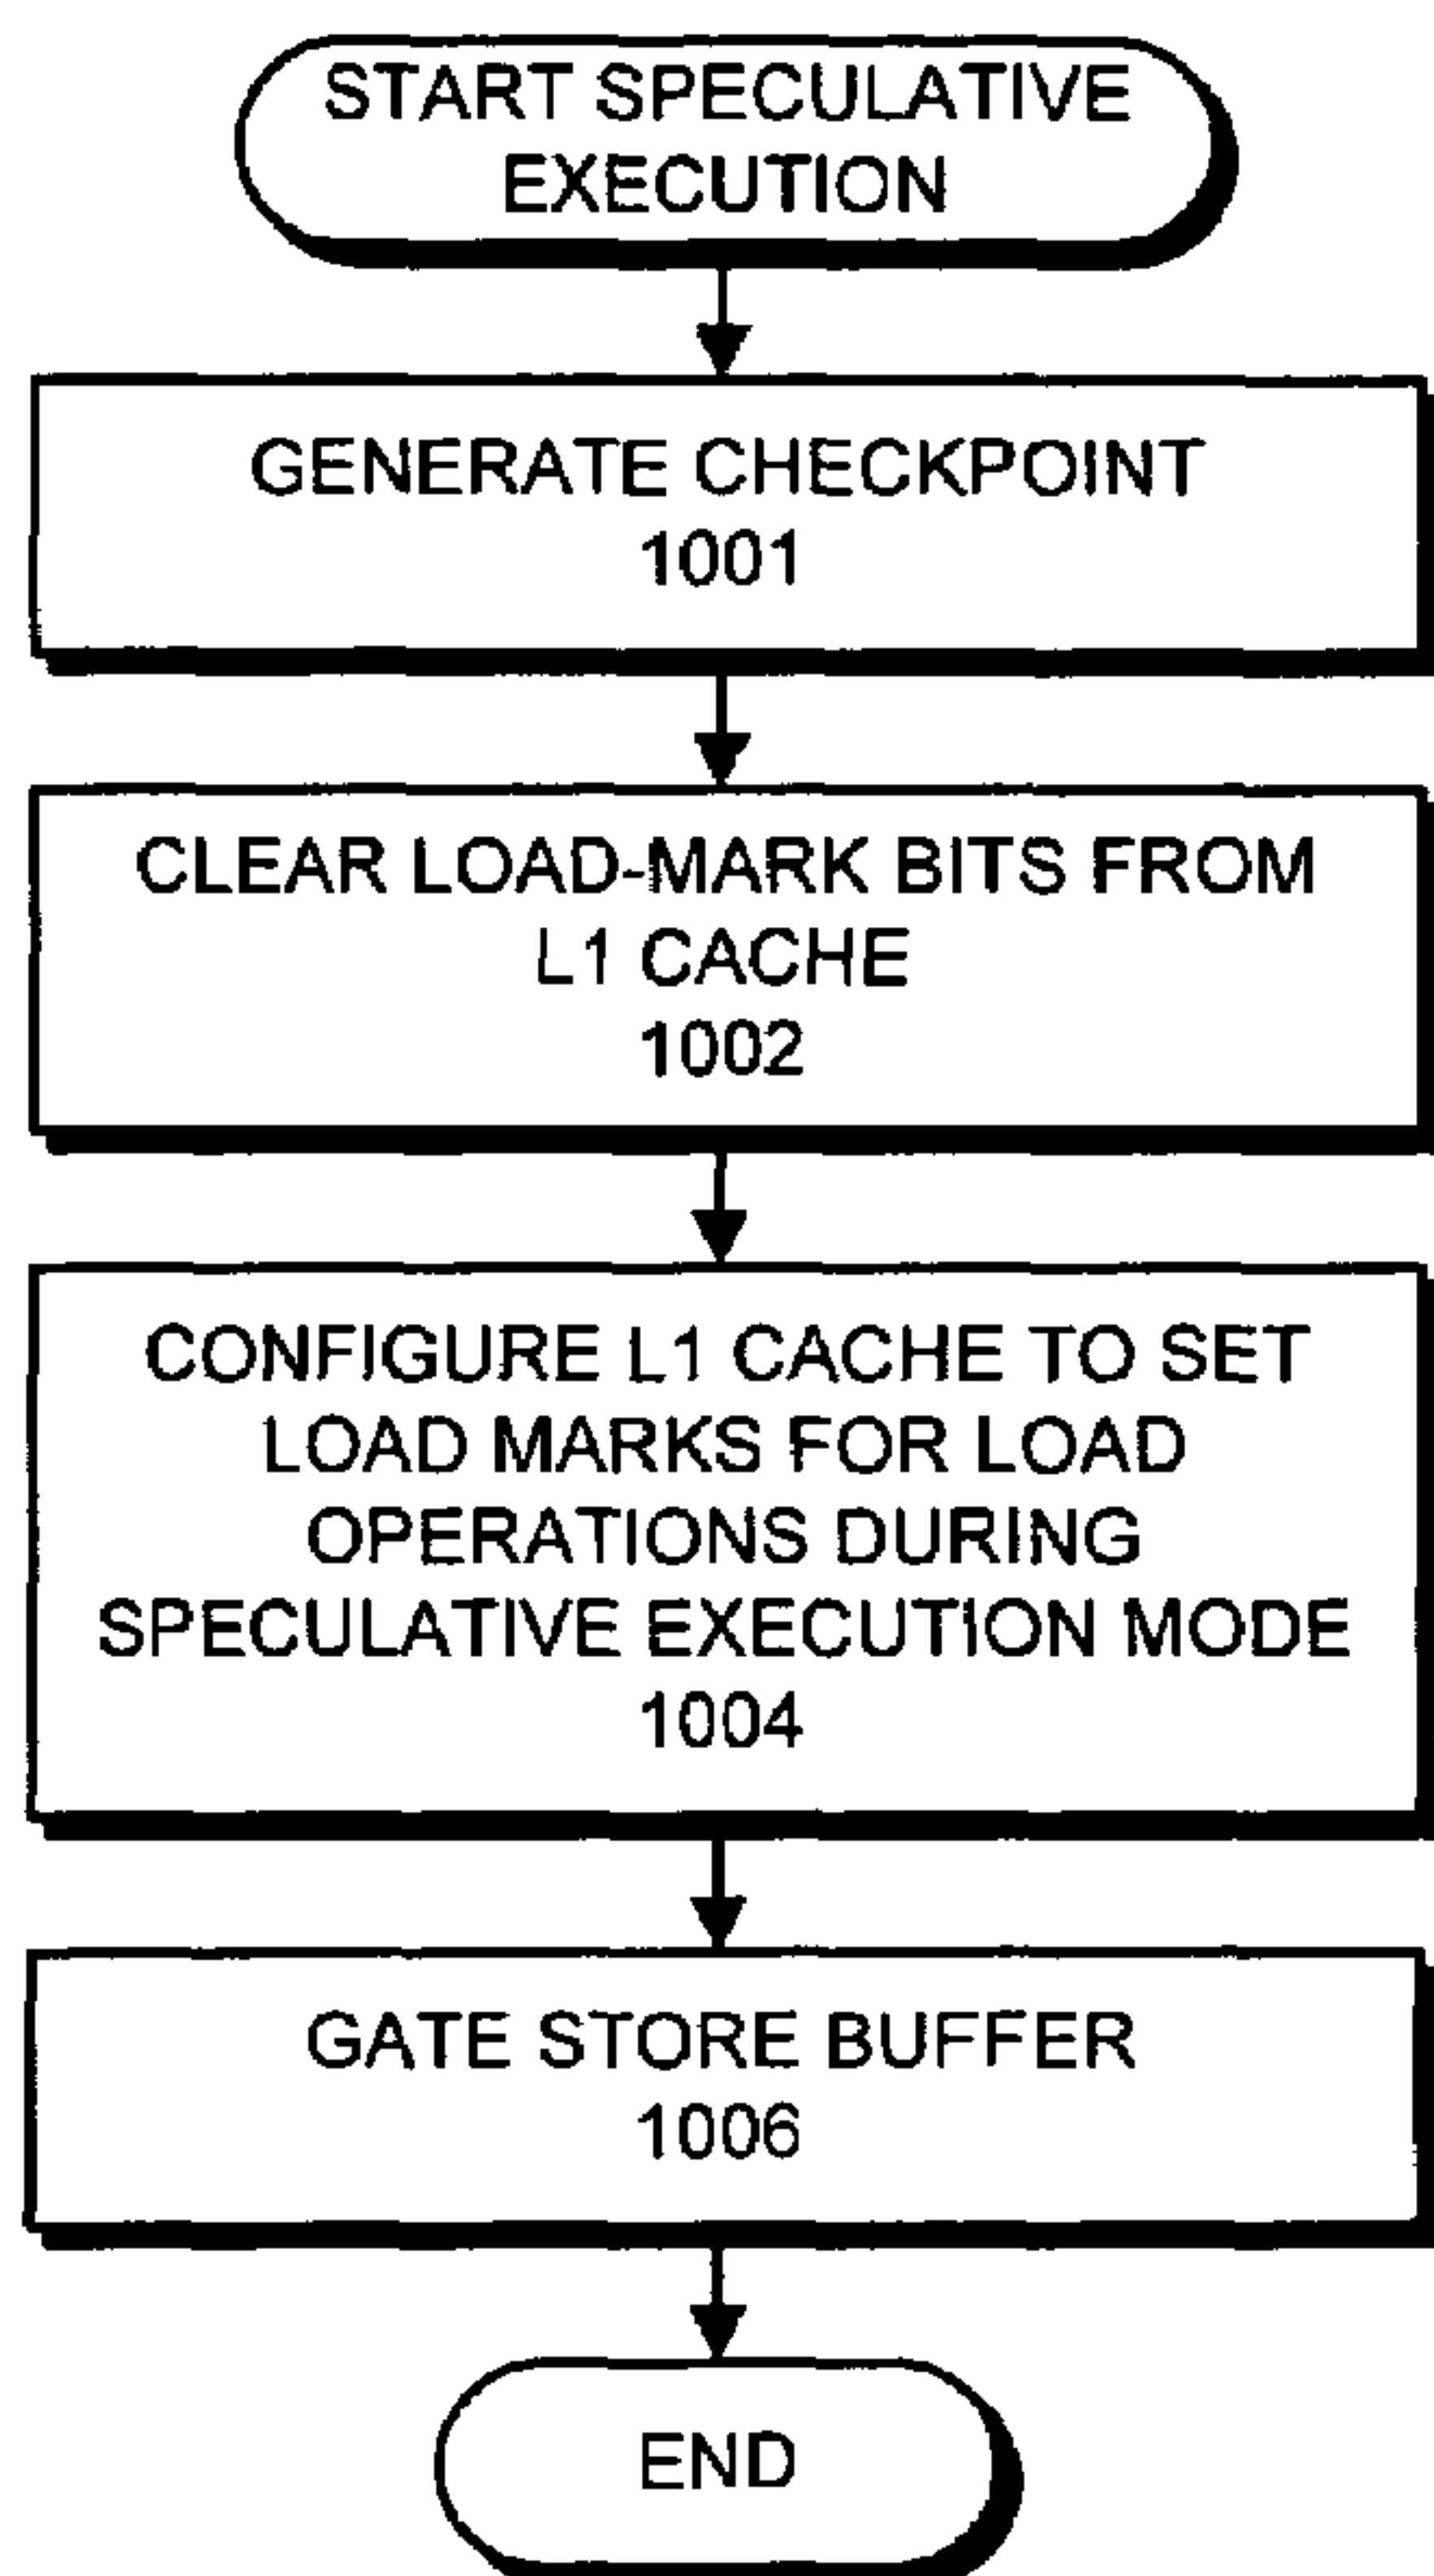 START SPECULATIVE
EXECUTION
GENERATE CHECKPOINT
1001
CLEAR LOAD-MARK BITS FROM
L1 CACHE
1002
CONFIGURE L1 CACHE TO SET
LOAD MARKS FOR LOAD
OPERATIONS DURING
SPECULATIVE EXECUTION MODE
1004
GATE STORE BUFFER
1006
END